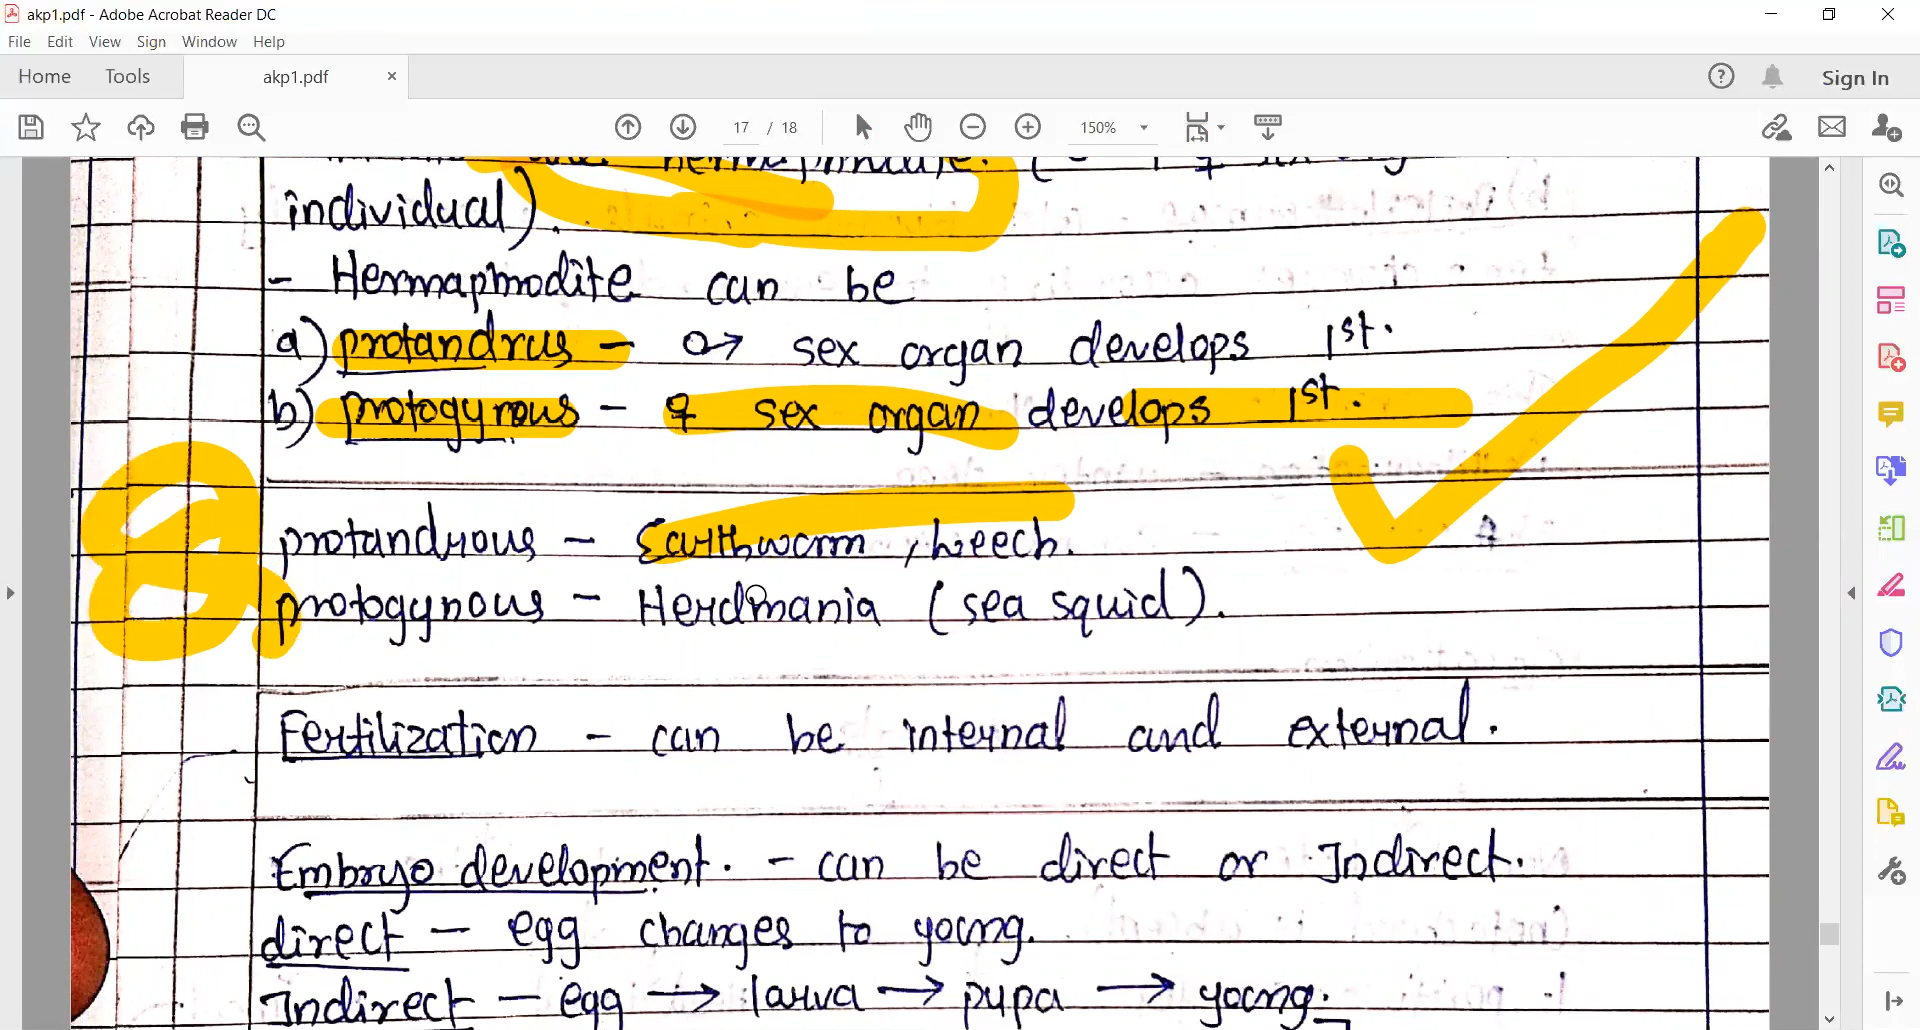 akp1.pdf - Adobe Acrobat Reader DC
File Edit View Sign Window Help
Home Tools akp1.pdf × Sign In
17 / 18 150%
individual).
- Hermaphrodite can be
a) protandrus - ♂ sex organ develops 1st.
b) protogynous - ♀ sex organ develops 1st.
protandrous - Earthworm, Leech.
protogynous - Herdmania (sea squid).
Fertilization - can be internal and external.
Embryo development. - can be direct or Indirect.
direct - egg changes to young.
Indirect - egg → larva → pupa → young.